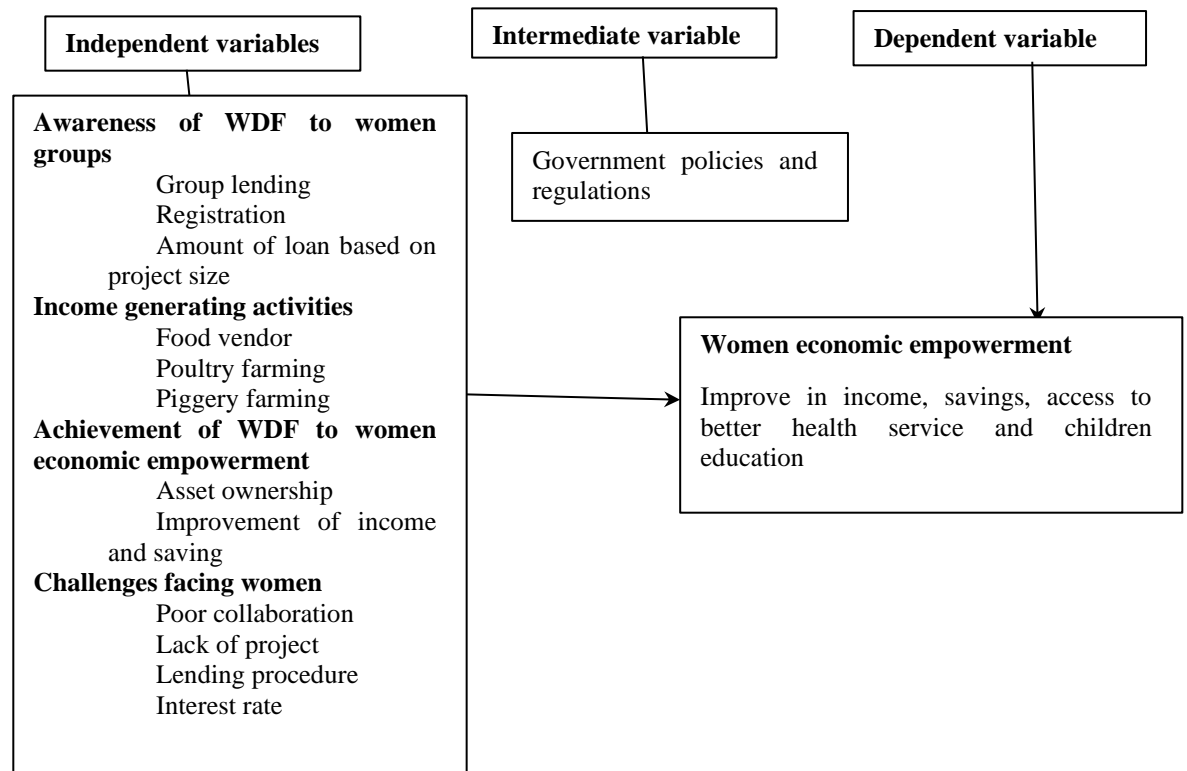 Independent variables
Intermediate variable
Dependent variable
Awareness of WDF to women
groups
Group lending
Registration
Amount of loan based on
project size
Income generating activities
Food vendor
Poultry farming
Piggery farming
Achievement of WDF to women
economic empowerment
Asset ownership
Improvement of income
and saving
Challenges facing women
Poor collaboration
Lack of project
Lending procedure
Interest rate
Government policies and
regulations
Women economic empowerment
Improve in income, savings, access to
better health service and children
education